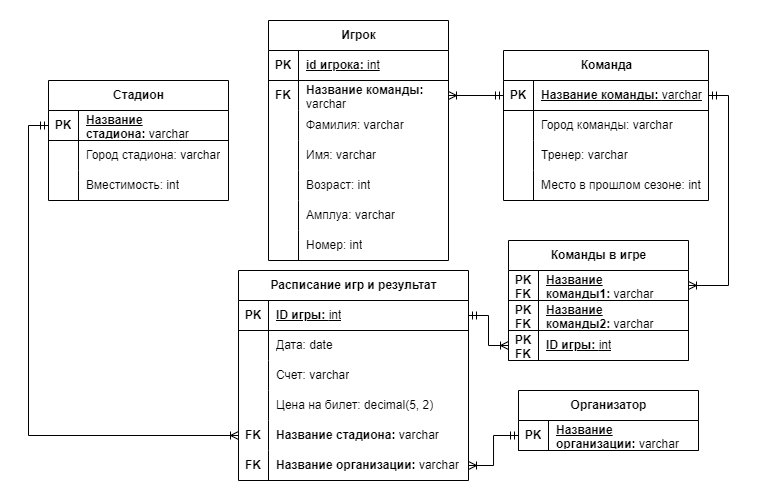 Стадион
PK Название
стадиона: varchar
Город стадиона: varchar
Вместимость: int
Игрок
PK id игрока: int
FK Название команды:
varchar
Фамилия: varchar
Имя: varchar
Возраст: int
Амплуа: varchar
Номер: int
Команда
PK Название команды: varchar
Город команды: varchar
Тренер: varchar
Место в прошлом сезоне: int
Расписание игр и результат
PK ID игры: int
Дата: date
Счет: varchar
Цена на билет: decimal(5, 2)
FK Название стадиона: varchar
FK Название организации: varchar
Команды в игре
PK Название
FK команды1: varchar
PK Название
FK команды2: varchar
PK ID игры: int
FK
Организатор
PK Название
организации: varchar